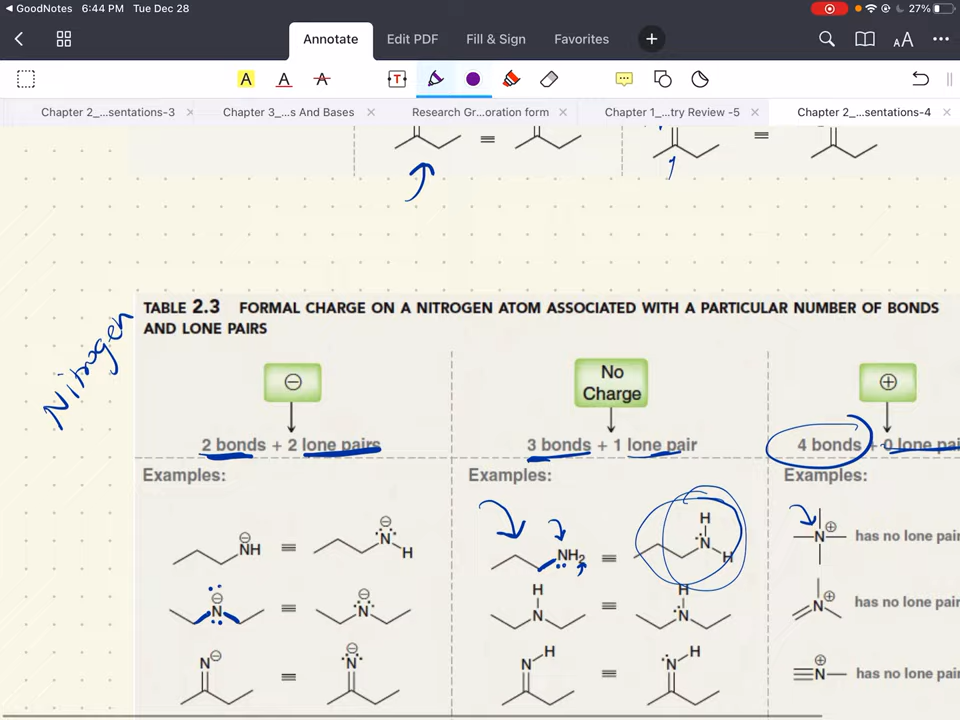 GoodNotes 6:44 PM Tue Dec 28 27%
Annotate Edit PDF Fill & Sign Favorites
AA
A A A T
Chapter 2_...sentations-3 × Chapter 3_...s And Bases × Research Gr...oration form × Chapter 1_...try Review -5 × Chapter 2_...sentations-4 ×
Nitrogen
TABLE 2.3 FORMAL CHARGE ON A NITROGEN ATOM ASSOCIATED WITH A PARTICULAR NUMBER OF BONDS
AND LONE PAIRS
⊖ No Charge ⊕
2 bonds + 2 lone pairs 3 bonds + 1 lone pair 4 bonds + 0 lone pai
Examples: Examples: Examples:
⊖NH ≡ ⊖N H NH2 = H N H N ⊕ has no lone pair
⊖N ≡ ⊖N H N = H N N ⊕ has no lone pair
N⊖ = ⊖N N H = N H ≡N ⊕ has no lone pair